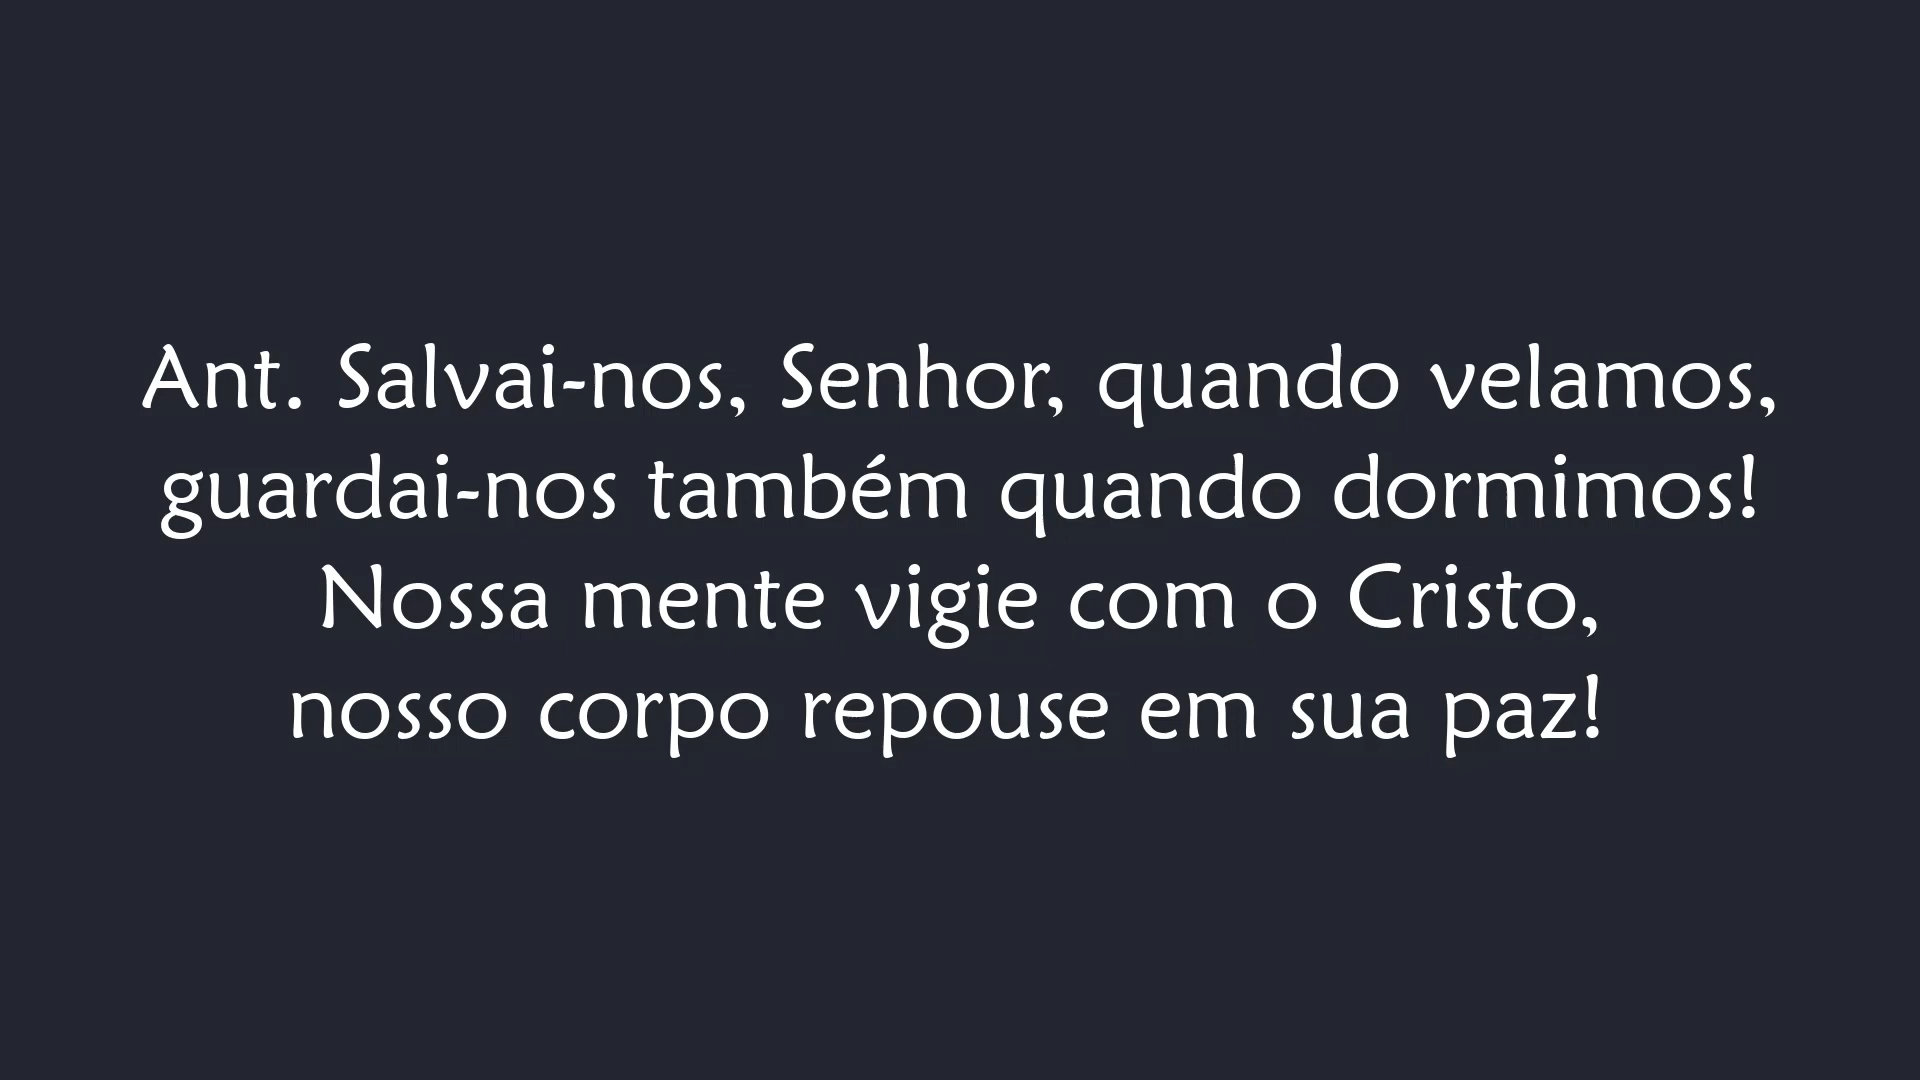 Ant. Salvai-nos, Senhor, quando velamos,
guardai-nos também quando dormimos!
Nossa mente vigie com o Cristo,
nosso corpo repouse em sua paz!